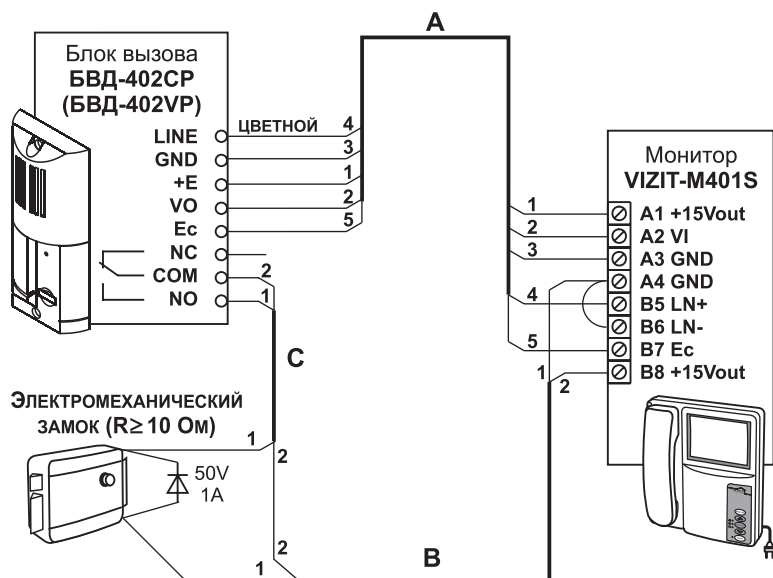 A
Блок вызова
БВД-402CP
(БВД-402VP)
LINE
GND
+E
VO
Ec
NC
COM
NO
ЦВЕТНОЙ
4
3
1
2
5
2
1
C
Монитор
VIZIT-M401S
1
2
3
4
5
1
2
A1 +15Vout
A2 VI
A3 GND
A4 GND
B5 LN+
B6 LN-
B7 Ec
B8 +15Vout
ЭЛЕКТРОМЕХАНИЧЕСКИЙ
ЗАМОК (R≥10 ОМ)
1
2
50V
1A
2
1
B